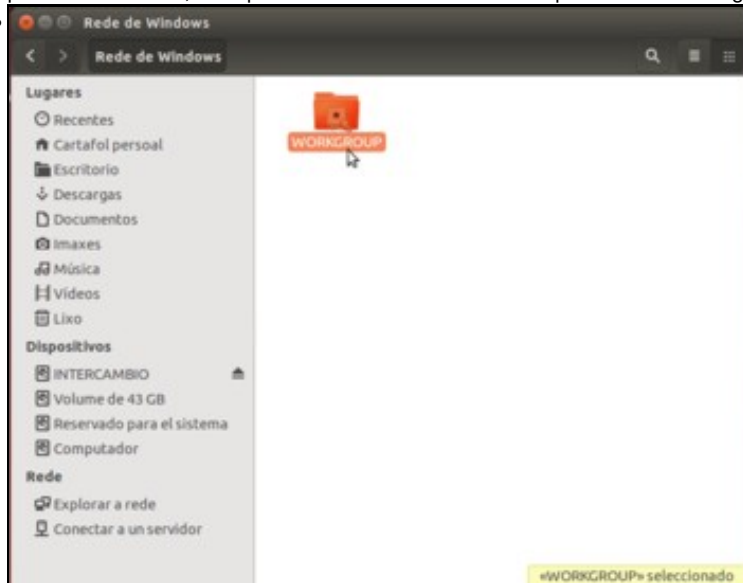 Rede de Windows
Rede de Windows
Lugares
Recentes
Cartafol persoal
Escritorio
Descargas
Documentos
Imaxes
Música
Vídeos
Lixo
Dispositivos
INTERCAMBIO
Volume de 43 GB
Reservado para el sistema
Computador
Rede
Explorar a rede
Conectar a un servidor
WORKGROUP
«WORKGROUP» seleccionado